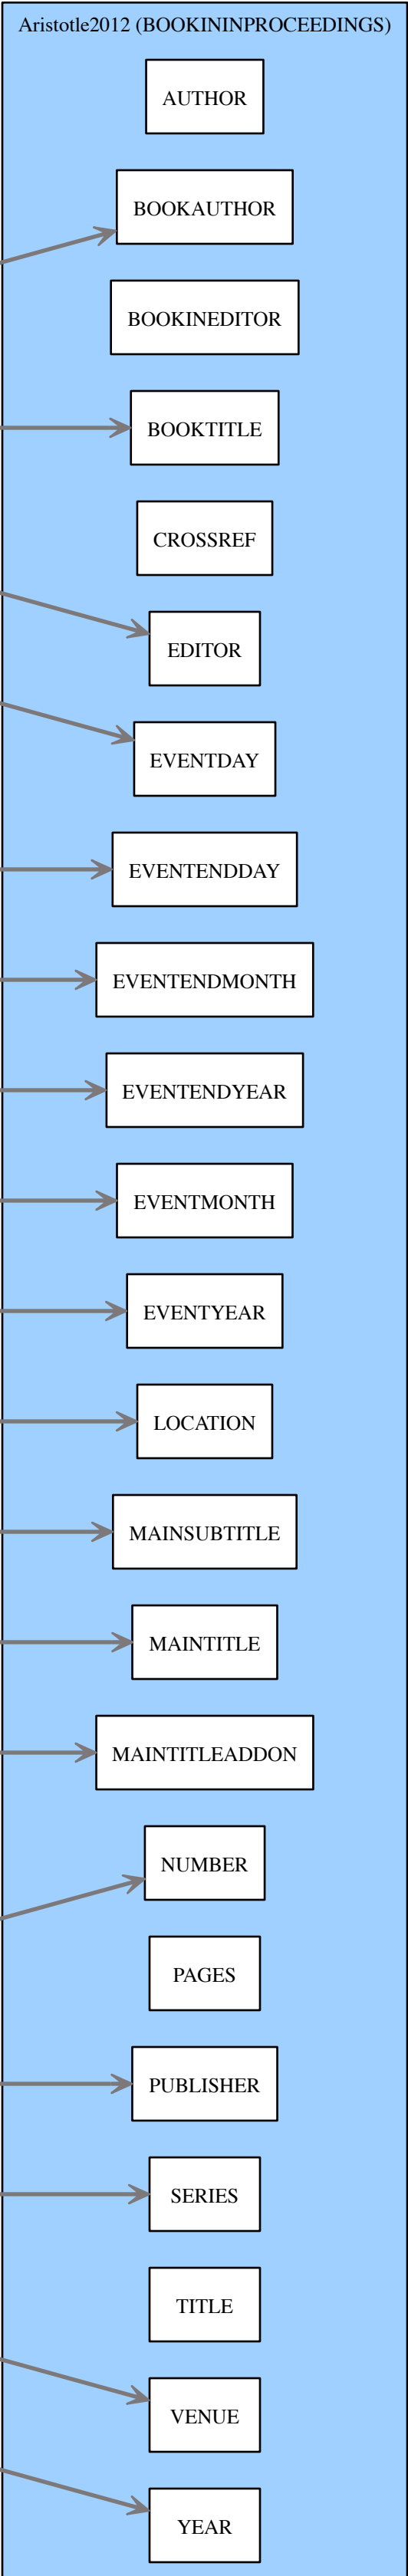 Aristotle2012 (BOOKININPROCEEDINGS)
AUTHOR
BOOKAUTHOR
BOOKINEDITOR
BOOKTITLE
CROSSREF
EDITOR
EVENTDAY
EVENTENDDAY
EVENTENDMONTH
EVENTENDYEAR
EVENTMONTH
EVENTYEAR
LOCATION
MAINSUBTITLE
MAINTITLE
MAINTITLEADDON
NUMBER
PAGES
PUBLISHER
SERIES
TITLE
VENUE
YEAR